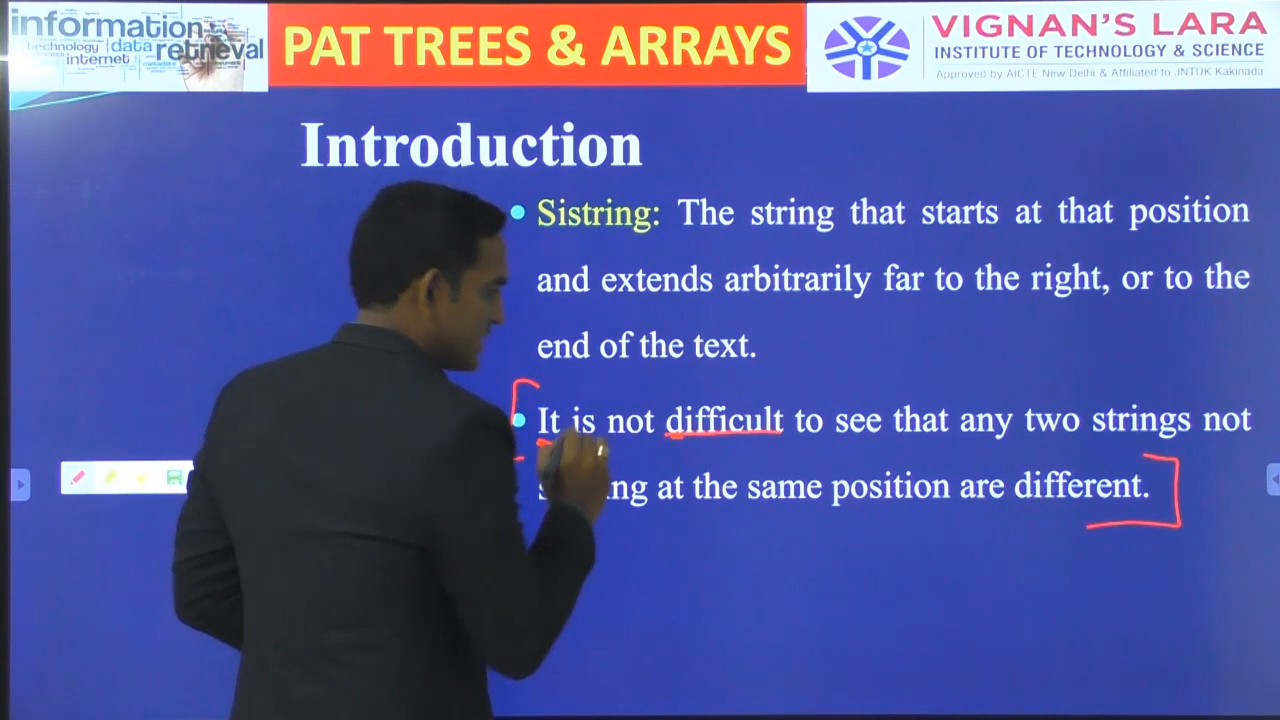 information
technology data retrieval
internet
PAT TREES & ARRAYS
VIGNAN'S LARA
INSTITUTE OF TECHNOLOGY & SCIENCE
Approved by AICTE New Delhi & Affiliated to JNTUK Kakinada
Introduction
• Sistring: The string that starts at that position
and extends arbitrarily far to the right, or to the
end of the text.
• It is not difficult to see that any two strings not
at the same position are different.